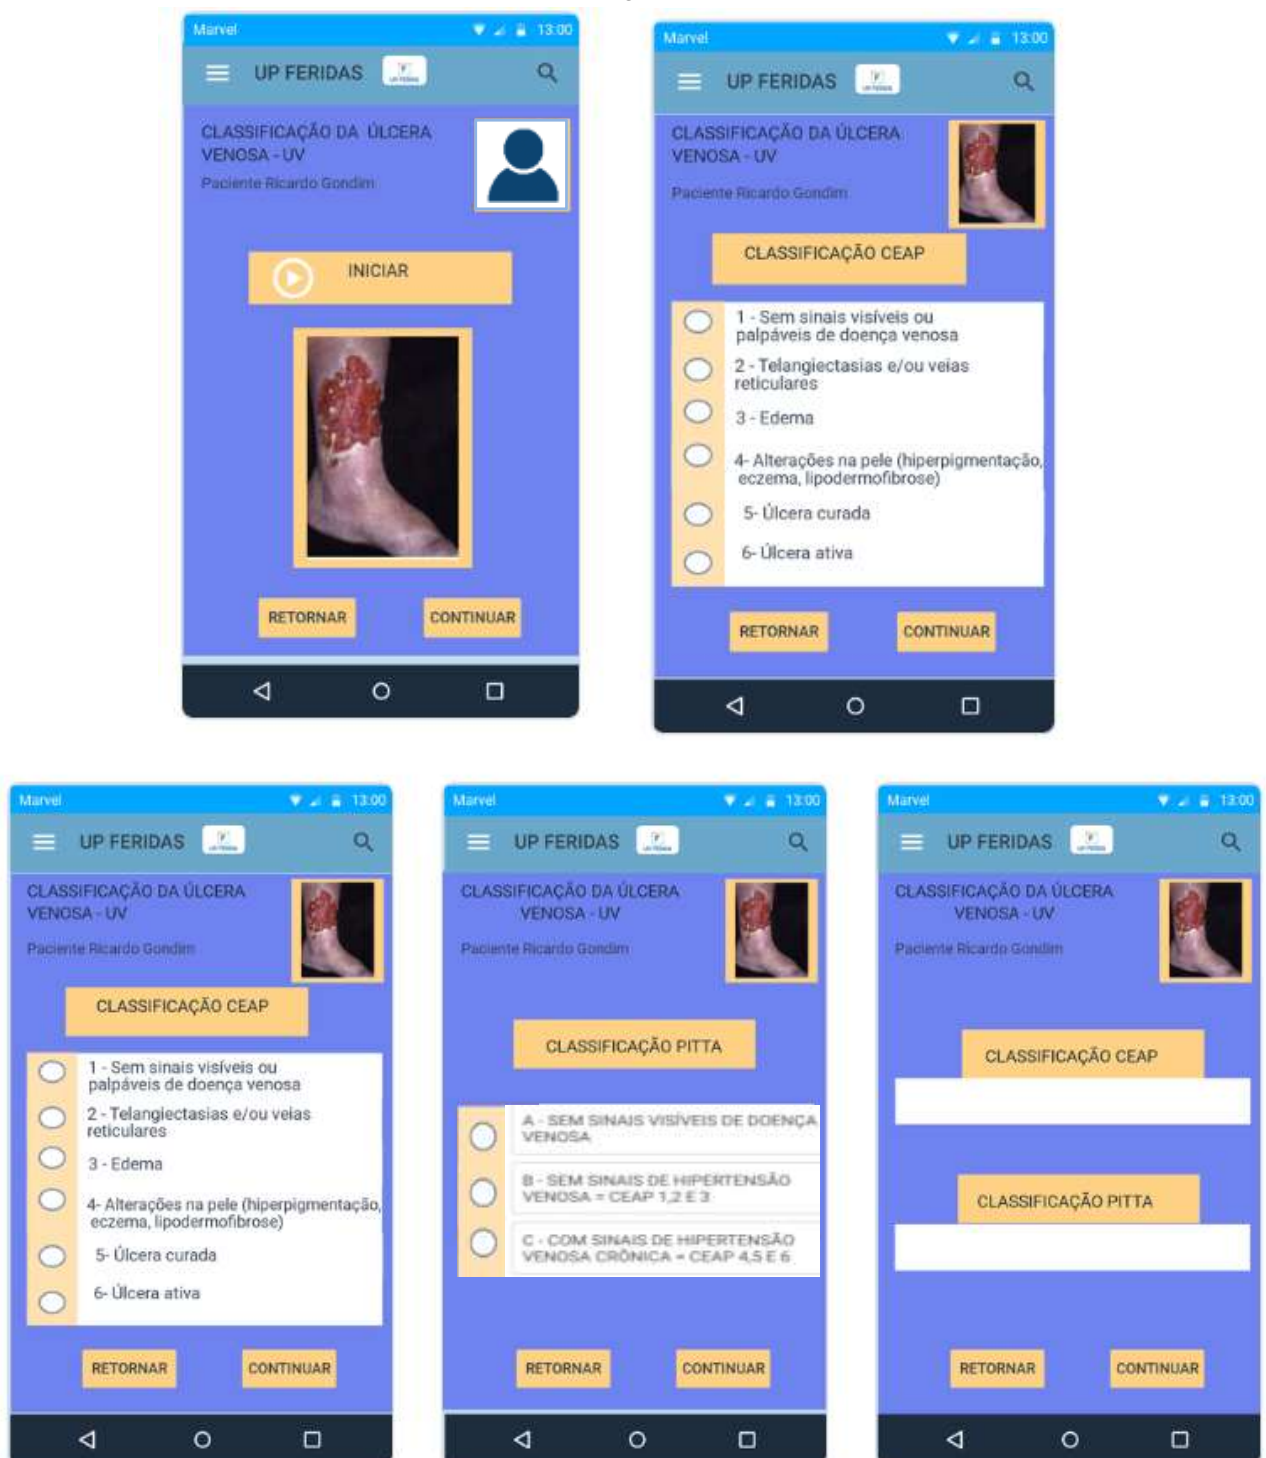 Marvel 13:00
UP FERIDAS
CLASSIFICAÇÃO DA ÚLCERA
VENOSA - UV
Paciente Ricardo Gondim
INICIAR
RETORNAR CONTINUAR
Marvel 13:00
UP FERIDAS
CLASSIFICAÇÃO DA ÚLCERA
VENOSA - UV
Paciente Ricardo Gondim
CLASSIFICAÇÃO CEAP
1 - Sem sinais visíveis ou
palpáveis de doença venosa
2 - Telangiectasias e/ou veias
reticulares
3 - Edema
4- Alterações na pele (hiperpigmentação,
eczema, lipodermofibrose)
5- Úlcera curada
6- Úlcera ativa
RETORNAR CONTINUAR
Marvel 13:00
UP FERIDAS
CLASSIFICAÇÃO DA ÚLCERA
VENOSA - UV
Paciente Ricardo Gondim
CLASSIFICAÇÃO CEAP
1 - Sem sinais visíveis ou
palpáveis de doença venosa
2 - Telangiectasias e/ou veias
reticulares
3 - Edema
4- Alterações na pele (hiperpigmentação,
eczema, lipodermofibrose)
5- Úlcera curada
6- Úlcera ativa
RETORNAR CONTINUAR
Marvel 13:00
UP FERIDAS
CLASSIFICAÇÃO DA ÚLCERA
VENOSA - UV
Paciente Ricardo Gondim
CLASSIFICAÇÃO PITTA
A - SEM SINAIS VISÍVEIS DE DOENÇA
VENOSA
B - SEM SINAIS DE HIPERTENSÃO
VENOSA = CEAP 1,2 E 3
C - COM SINAIS DE HIPERTENSÃO
VENOSA CRÔNICA = CEAP 4,5 E 6
RETORNAR CONTINUAR
Marvel 13:00
UP FERIDAS
CLASSIFICAÇÃO DA ÚLCERA
VENOSA - UV
Paciente Ricardo Gondim
CLASSIFICAÇÃO CEAP
CLASSIFICAÇÃO PITTA
RETORNAR CONTINUAR